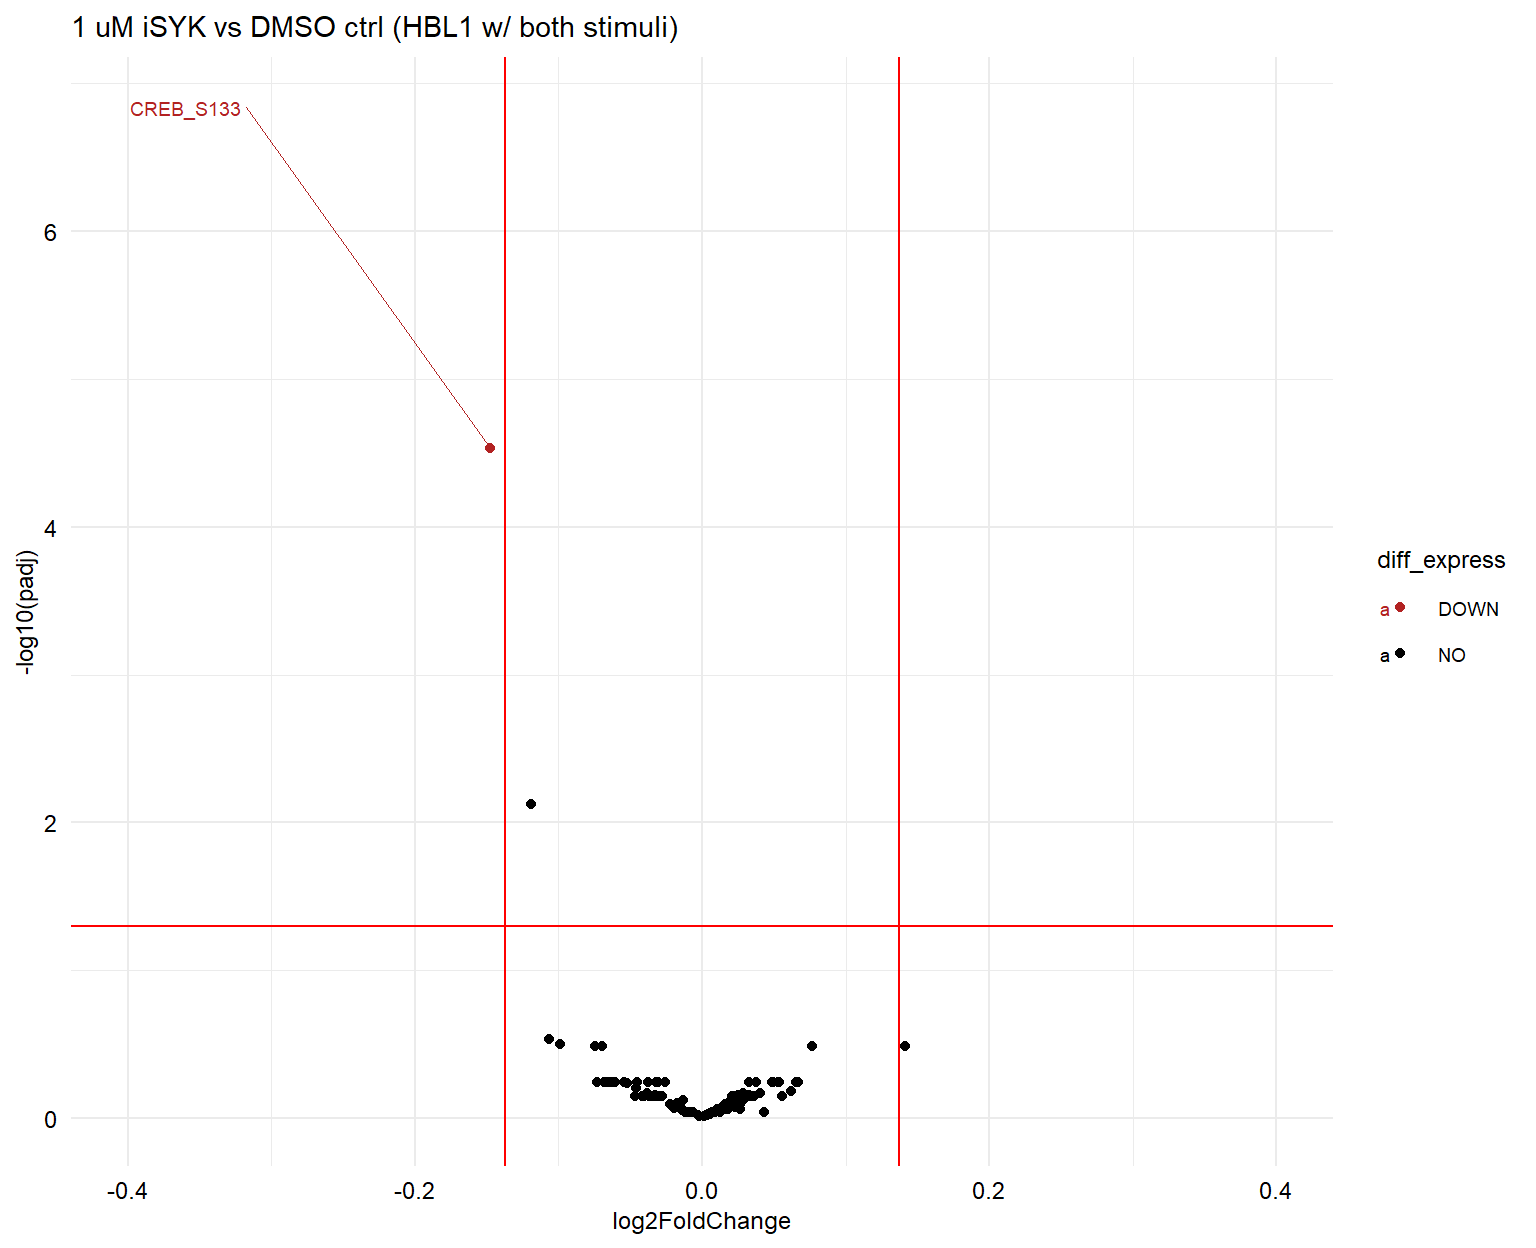 1 uM iSYK vs DMSO ctrl (HBL1 w/ both stimuli)
CREB_S133
6
4
2
0
-log10(padj)
-0.4
-0.2
0.0
0.2
0.4
log2FoldChange
diff_express
a DOWN
a NO